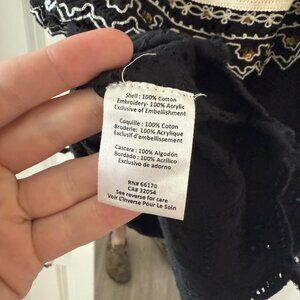 Shell : 100% Cotton
Embroidery- 100% Acrylic
Exclusive of Embellishment
Coquille : 100% Coton
Broderie: 100% Acrylique
Exclusif d'embellissement
Cascara : 100% Algodón
Bordado : 100% Acrílico
Exclusivo de adorno
RN# 66170
CA# 32054
See reverse for care
Voir L'Inverse Pour Le Soin